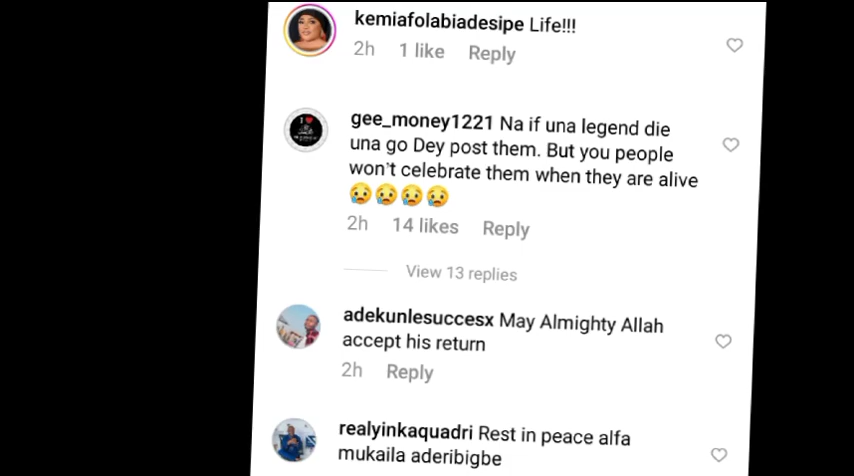 kemiafolabiadesipe Life!!!
2h 1 like Reply
gee_money1221 Na if una legend die
una go Dey post them. But you people
won't celebrate them when they are alive
😢😢😢😢
2h 14 likes Reply
View 13 replies
adekunlesuccesx May Almighty Allah
accept his return
2h Reply
realyinkaquadri Rest in peace alfa
mukaila aderibigbe